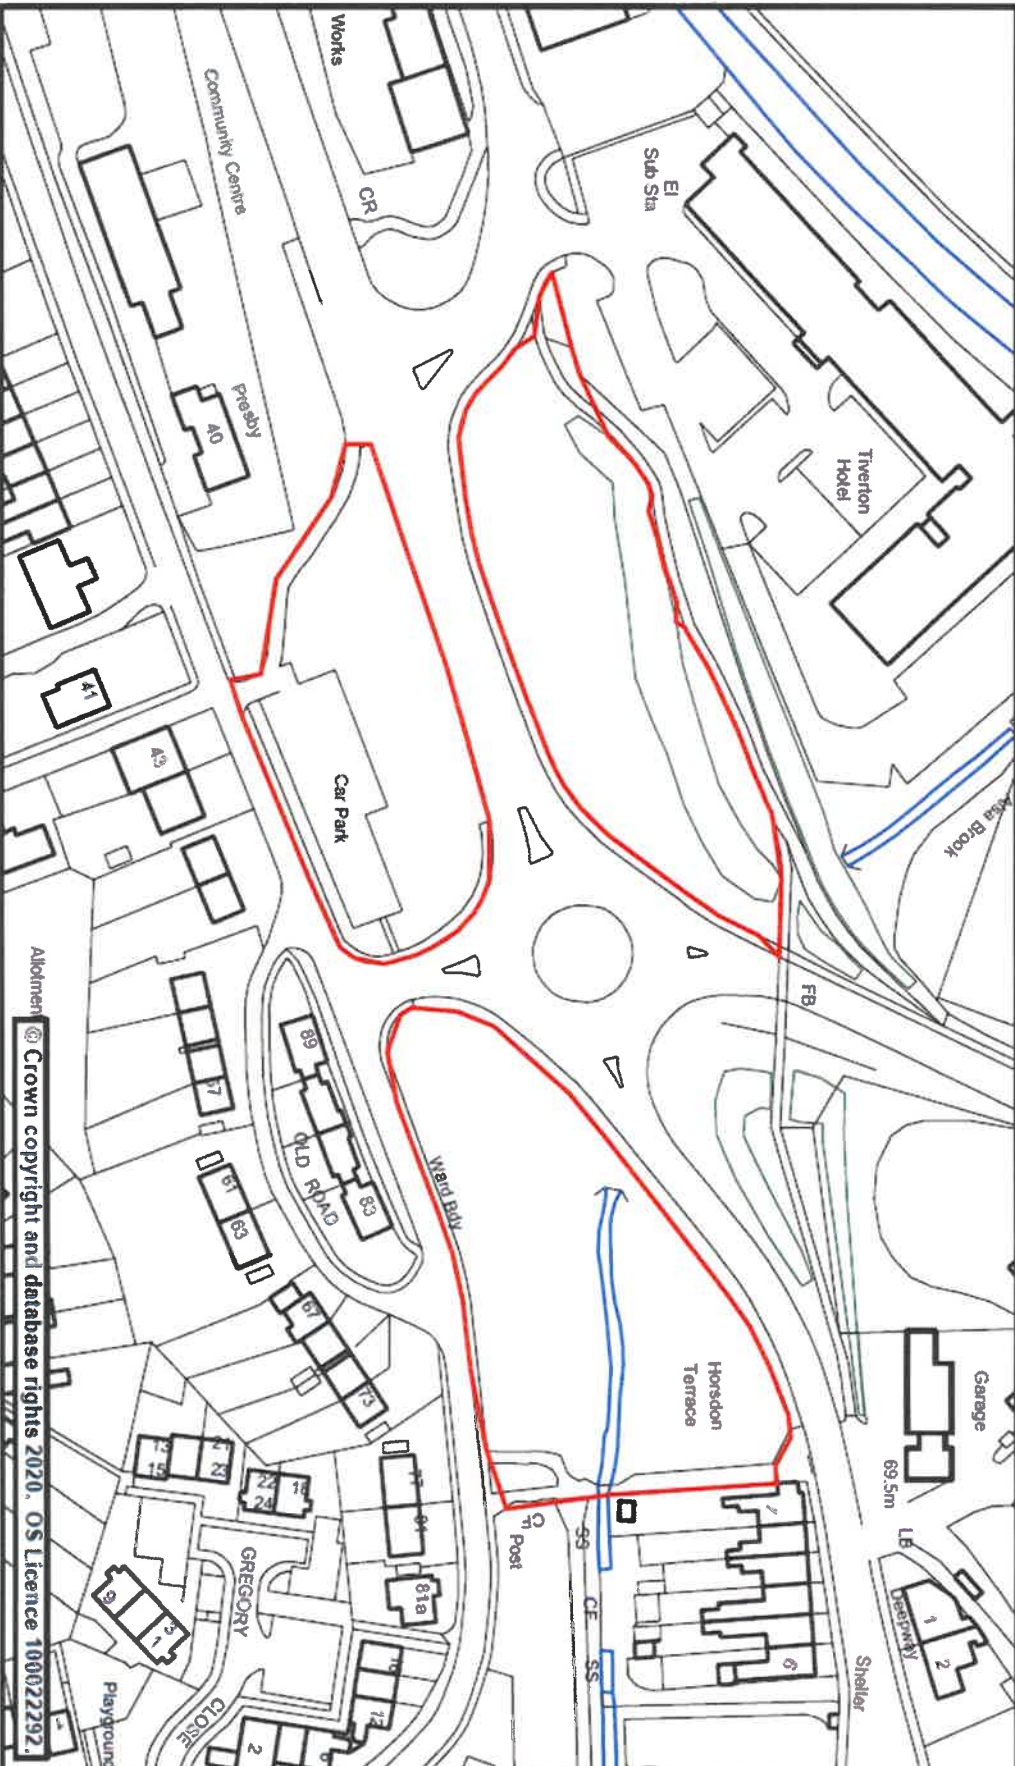 Works
Community Centre
CR
El
Sub Sta
Tiverton
Hotel
Presby
40
41
43
Car Park
Brook
FB
89
OLD ROAD
83
57
61
63
67
73
Ward Bdy
Horsdon
Terrace
Garage
69.5m
LB
Deepway
1
2
Shelter
1
6
Post
SS
CF
SS
77
81
81a
13
15
21
23
22
24
18
GREGORY
CLOSE
9
3
1
12
2
Playground
Allotmen
© Crown copyright and database rights 2020. OS Licence 100022292.